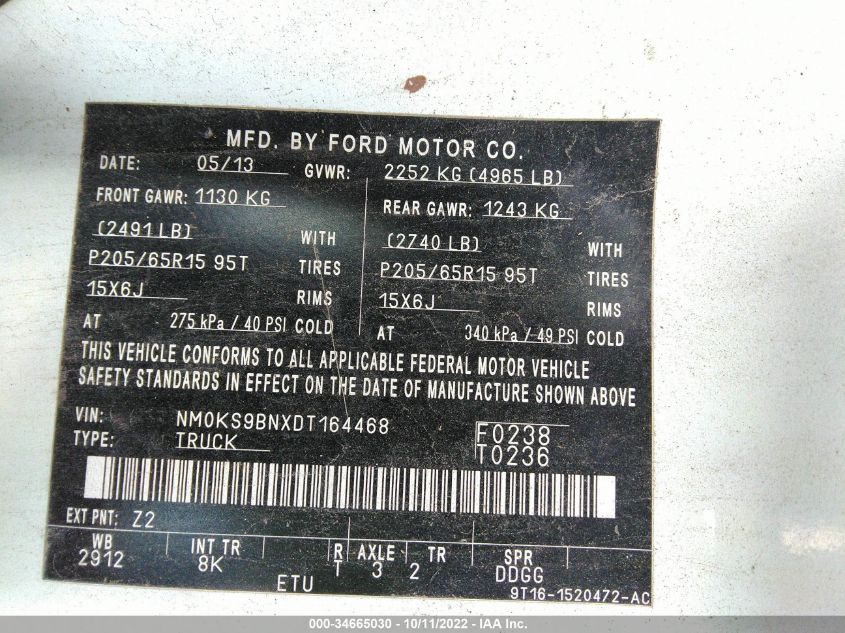 MFD. BY FORD MOTOR CO.
DATE: 05/13 GVWR: 2252 KG (4965 LB)
FRONT GAWR: 1130 KG REAR GAWR: 1243 KG
(2491 LB) WITH (2740 LB) WITH
P205/65R15 95T TIRES P205/65R15 95T TIRES
15X6J RIMS 15X6J RIMS
AT 275 kPa / 40 PSI COLD AT 340 kPa / 49 PSI COLD
THIS VEHICLE CONFORMS TO ALL APPLICABLE FEDERAL MOTOR VEHICLE
SAFETY STANDARDS IN EFFECT ON THE DATE OF MANUFACTURE SHOWN ABOVE
VIN: NM0KS9BNXDT164468 F0238
TYPE: TRUCK T0236
EXT PNT: Z2
WB INT TR R AXLE TR SPR
2912 8K T 3 2 DDGG
ETU 9T16-1520472-AC
000-34665030 - 10/11/2022 - IAA Inc.